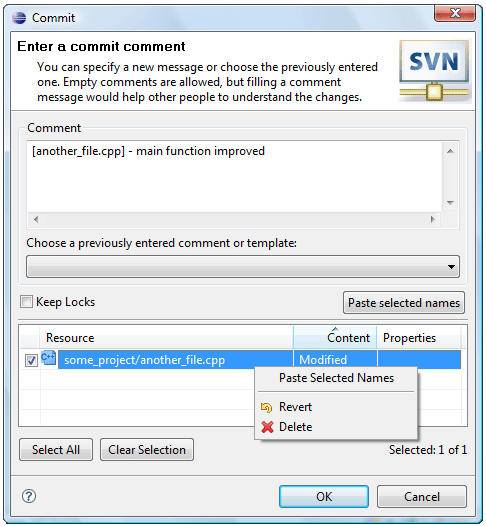 Commit
Enter a commit comment
SVN
You can specify a new message or choose the previously entered
one. Empty comments are allowed, but filling a comment
message would help other people to understand the changes.
Comment
[another_file.cpp] - main function improved
Choose a previously entered comment or template:
Keep Locks
Paste selected names
Resource Content Properties
C++ some_project/another_file.cpp Modified
Paste Selected Names
Revert
Delete
Select All Clear Selection Selected: 1 of 1
? OK Cancel